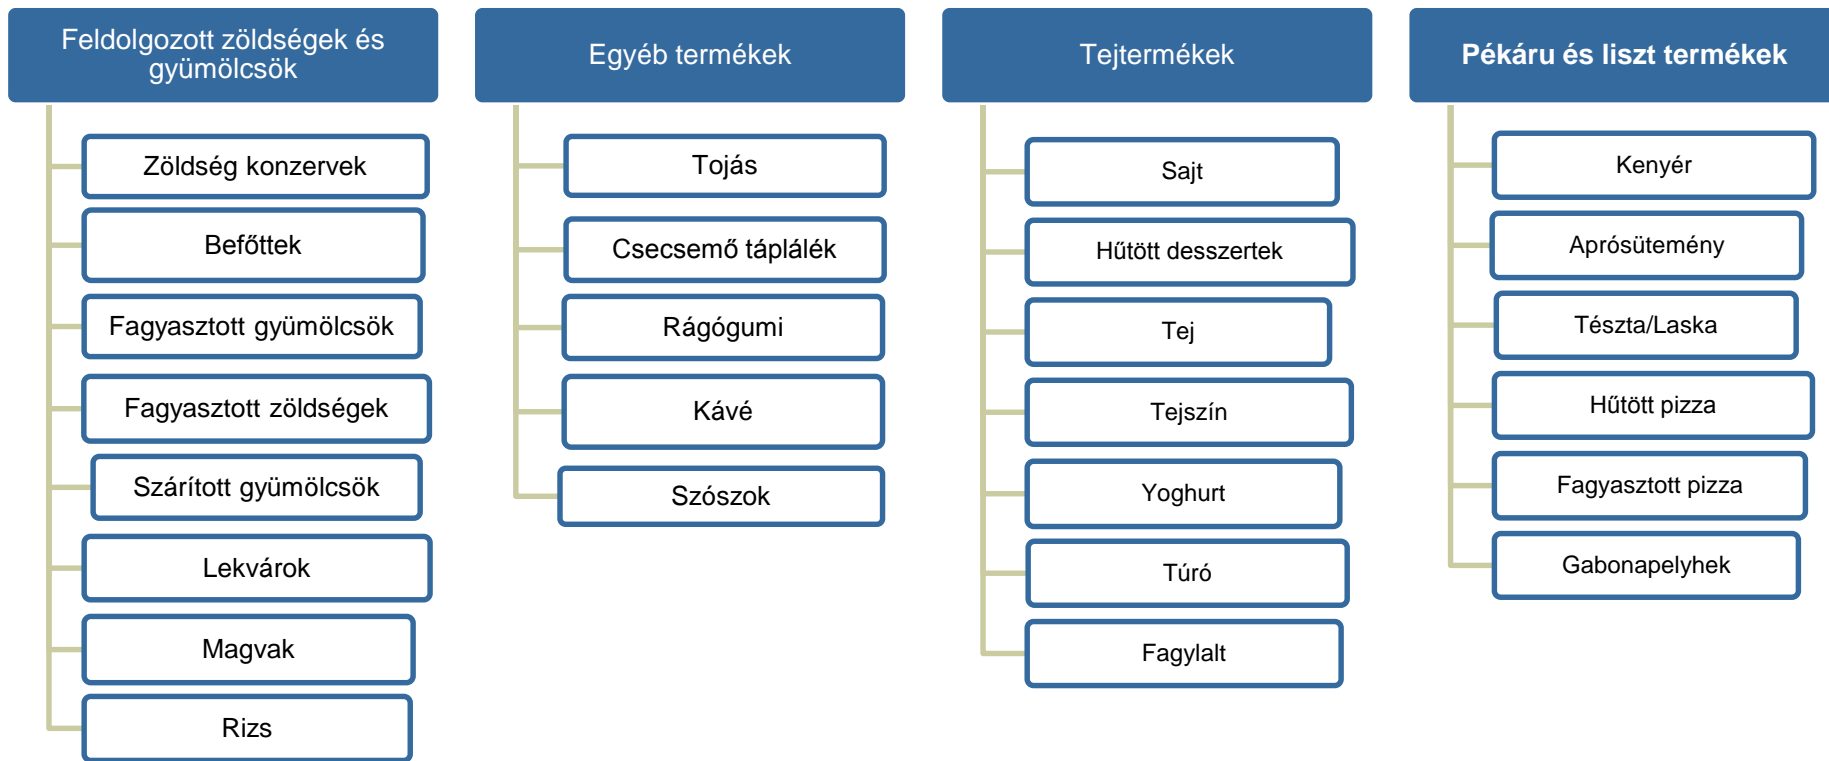 Feldolgozott zöldségek és
gyümölcsök
Zöldség konzervek
Befőttek
Fagyasztott gyümölcsök
Fagyasztott zöldségek
Szárított gyümölcsök
Lekvárok
Magvak
Rizs
Egyéb termékek
Tojás
Csecsemő táplálék
Rágógumi
Kávé
Szószok
Tejtermékek
Sajt
Hűtött desszertek
Tej
Tejszín
Yoghurt
Túró
Fagylalt
Pékáru és liszt termékek
Kenyér
Aprósütemény
Tészta/Laska
Hűtött pizza
Fagyasztott pizza
Gabonapelyhek